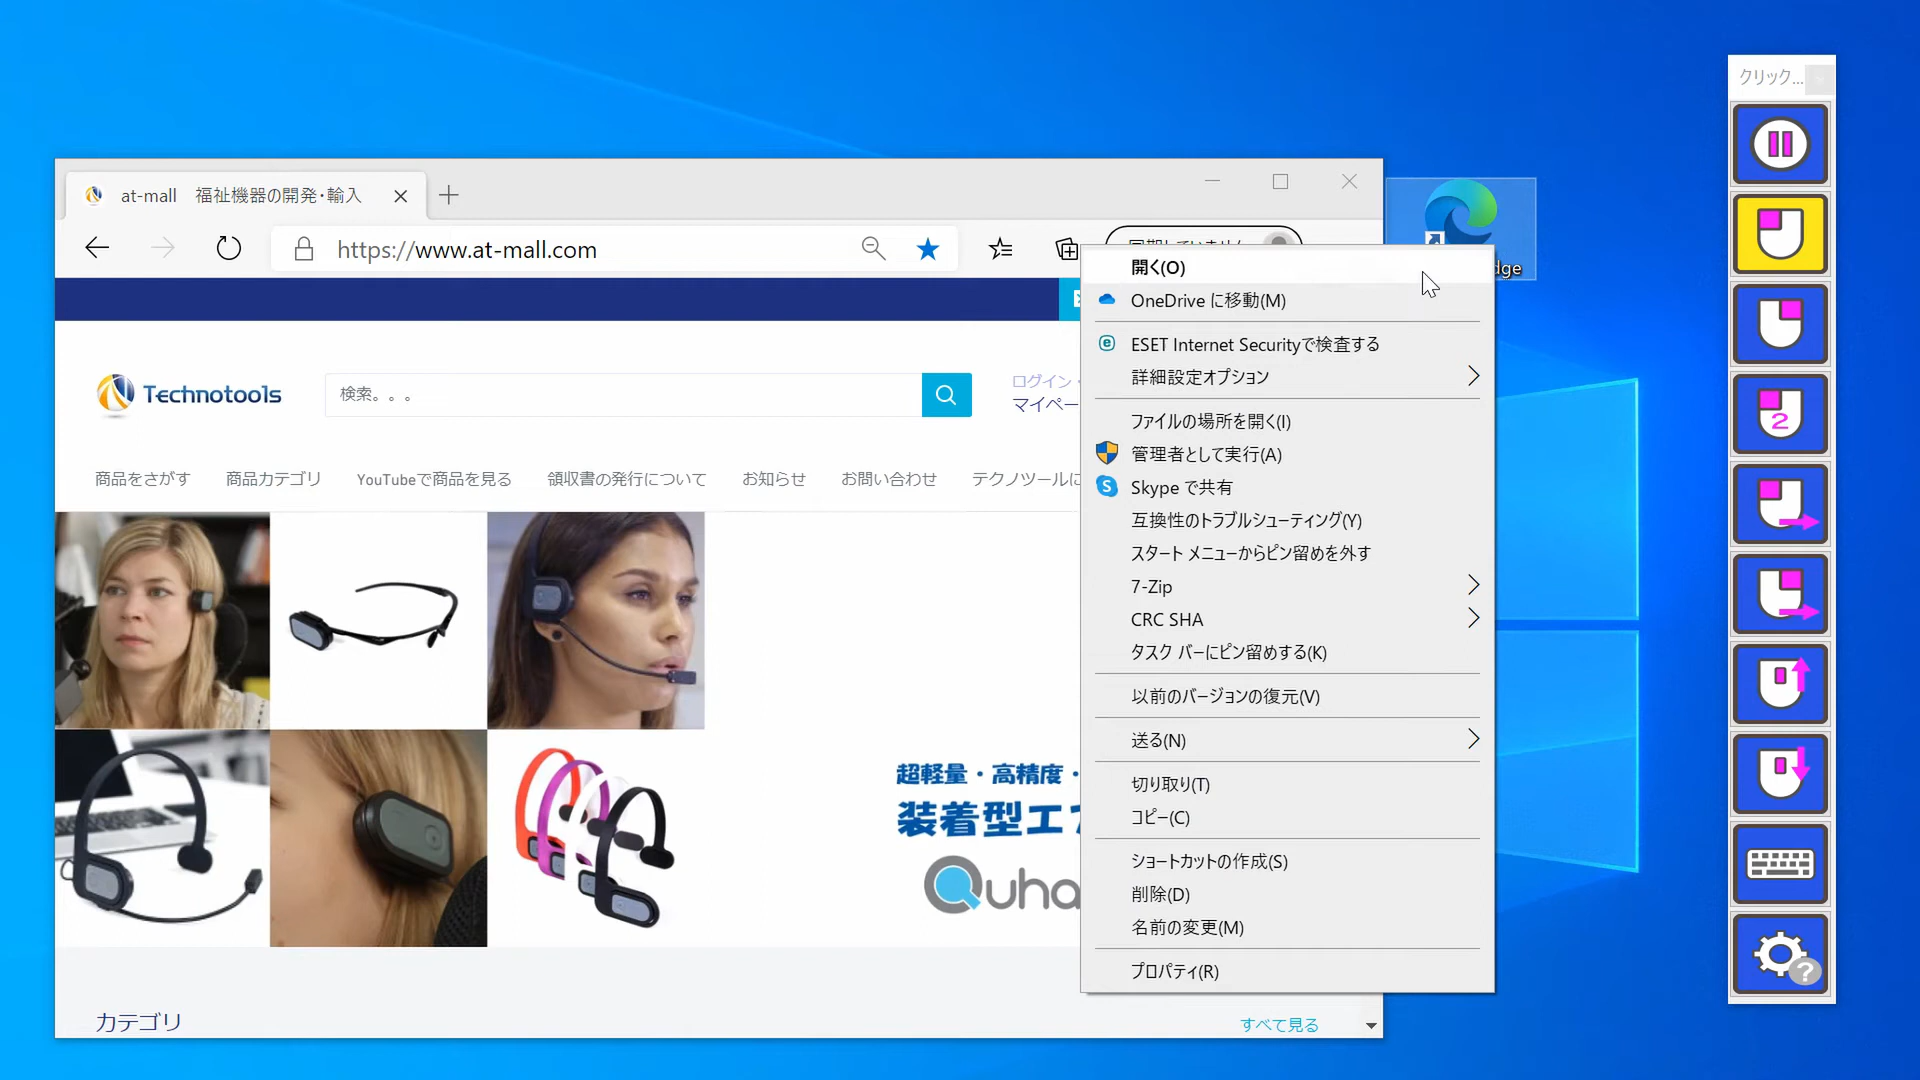 クリック...
at-mall 福祉機器の開発・輸入
https://www.at-mall.com
dge
開く(O)
OneDrive に移動(M)
ESET Internet Securityで検査する
詳細設定オプション
ファイルの場所を開く(I)
管理者として実行(A)
Skype で共有
互換性のトラブルシューティング(Y)
スタート メニューからピン留めを外す
7-Zip
CRC SHA
タスク バーにピン留めする(K)
以前のバージョンの復元(V)
送る(N)
切り取り(T)
コピー(C)
ショートカットの作成(S)
削除(D)
名前の変更(M)
プロパティ(R)
Technotools
検索。。。
ログイン・
マイペー
商品をさがす 商品カテゴリ YouTubeで商品を見る 領収書の発行について お知らせ お問い合わせ テクノツールに
超軽量・高精度・
装着型エ
Quha
カテゴリ
すべて見る
2
?